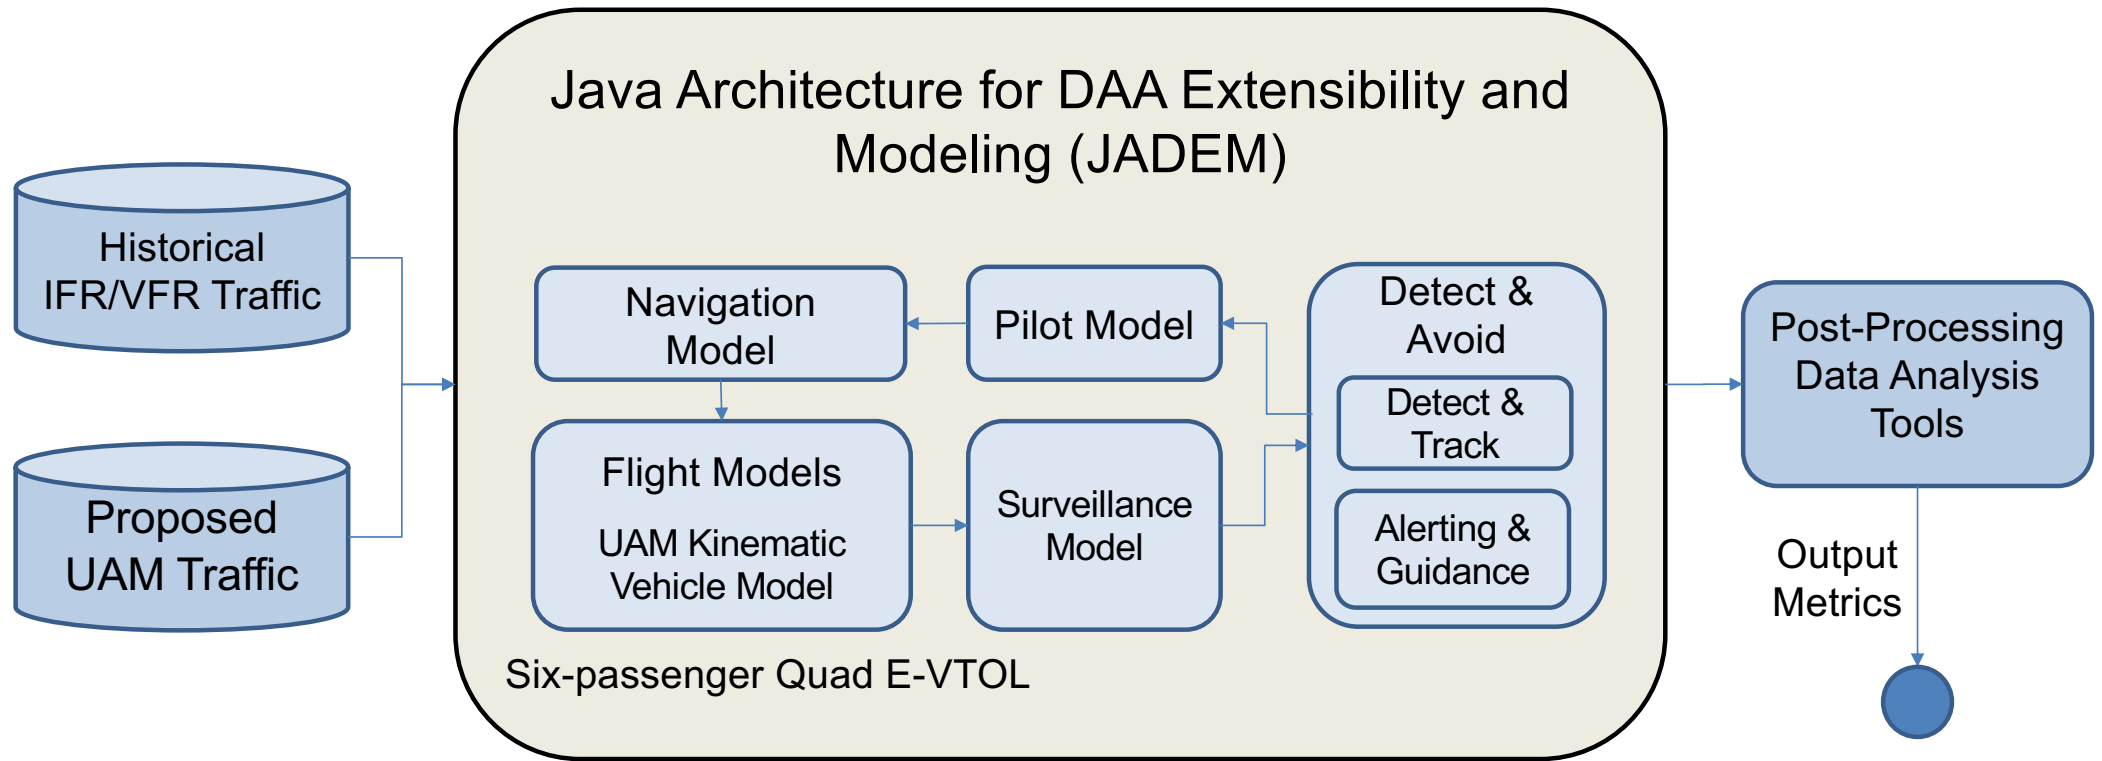 Java Architecture for DAA Extensibility and
Modeling (JADEM)
Historical
IFR/VFR Traffic
Proposed
UAM Traffic
Navigation
Model
Pilot Model
Detect &
Avoid
Detect &
Track
Alerting &
Guidance
Flight Models
UAM Kinematic
Vehicle Model
Surveillance
Model
Six-passenger Quad E-VTOL
Post-Processing
Data Analysis
Tools
Output
Metrics